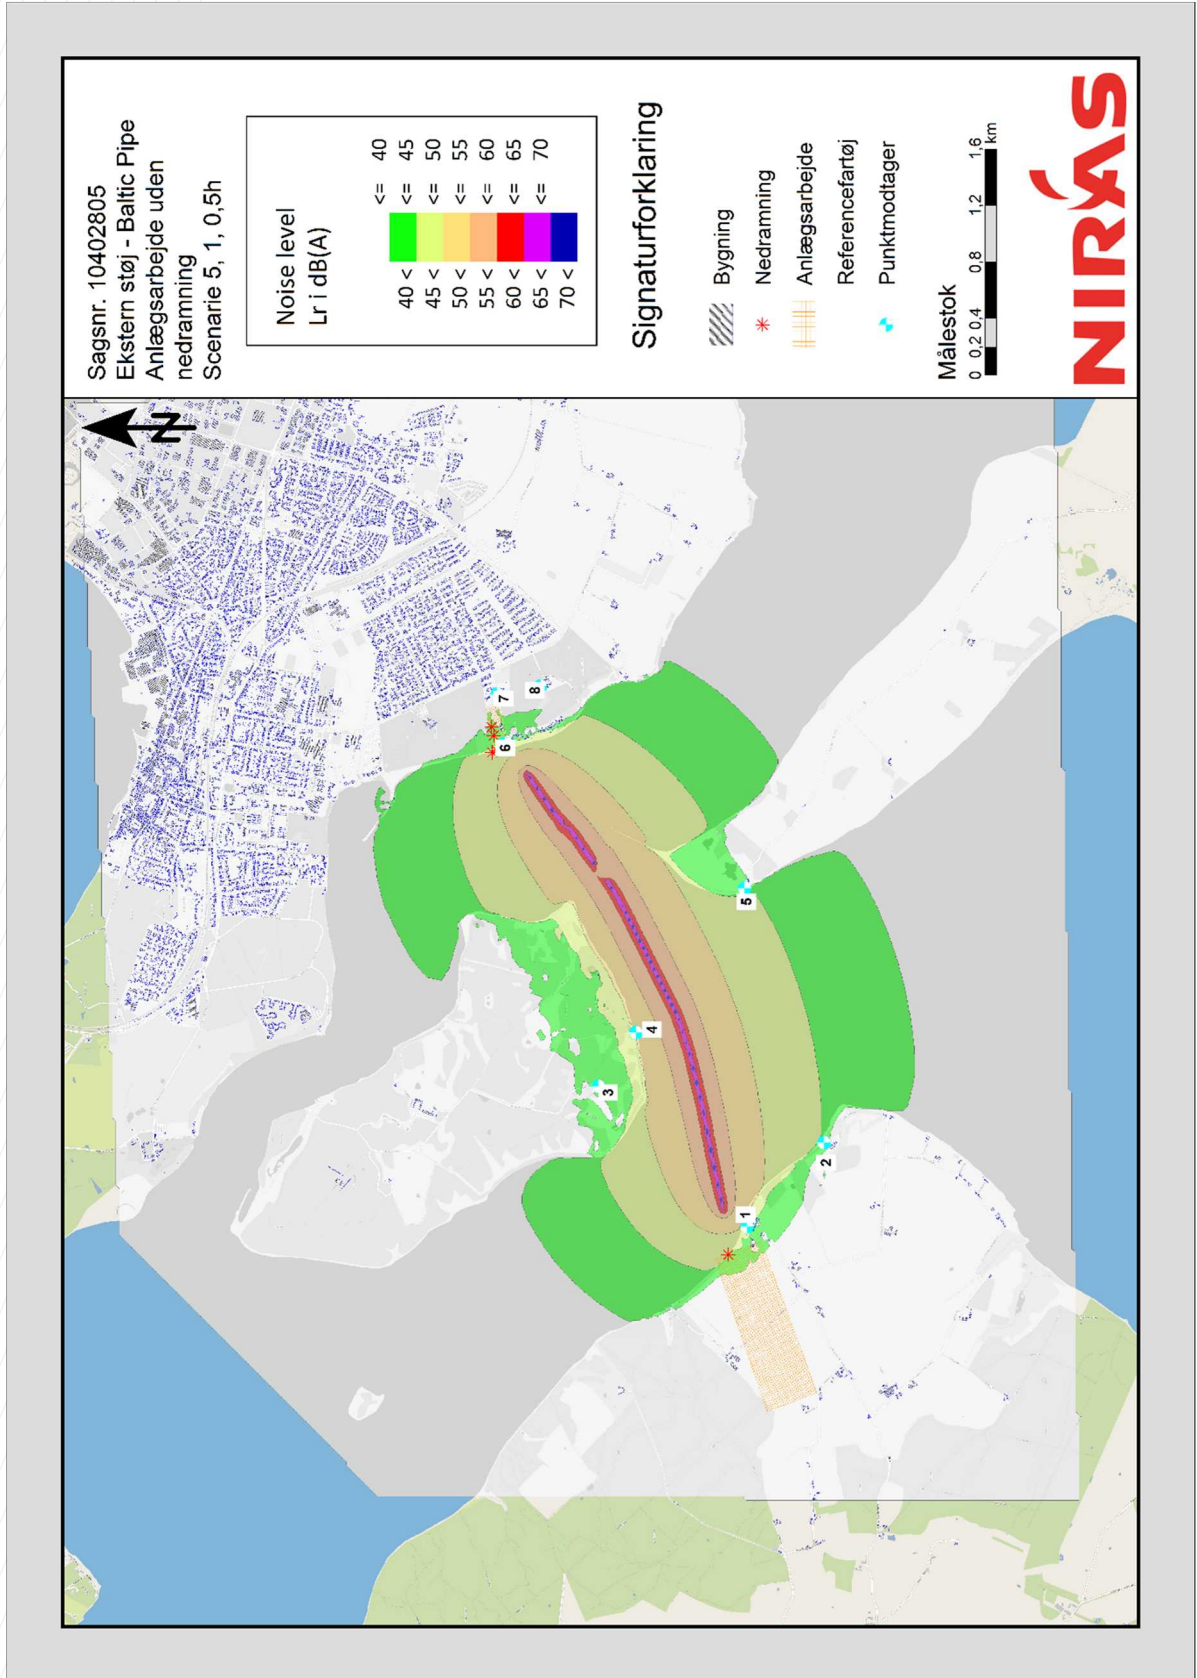 Sagsnr. 10402805
Ekstern støj - Baltic Pipe
Anlægsarbejde uden
nedramning
Scenarie 5, 1, 0,5h
Noise level
Lr i dB(A)
<= 40
40 < <= 45
45 < <= 50
50 < <= 55
55 < <= 60
60 < <= 65
65 < <= 70
70 <
Signaturforklaring
Bygning
Nedramning
Anlægsarbejde
Referencefartøj
Punktmodtager
Målestok
0 0,2 0,4 0,8 1,2 1,6
km
NIRÁS
N
1
2
3
4
5
6
7
8